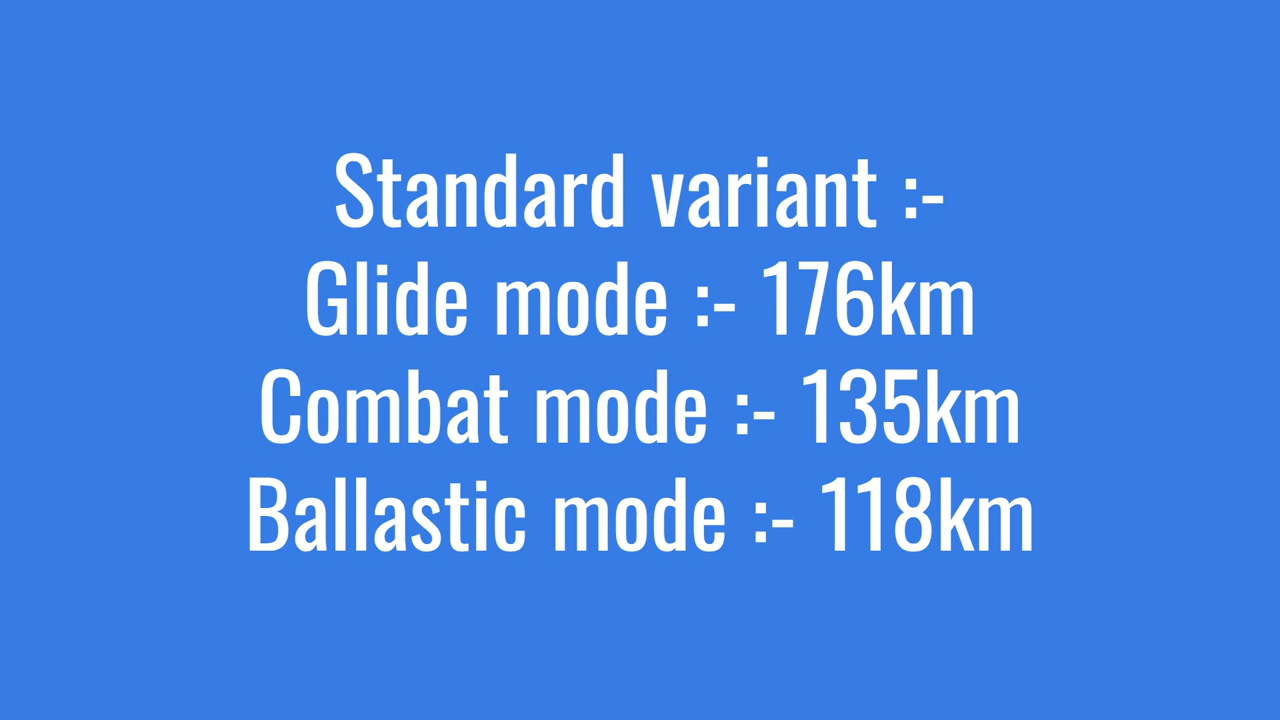 Standard variant :-
Glide mode :- 176km
Combat mode :- 135km
Ballastic mode :- 118km